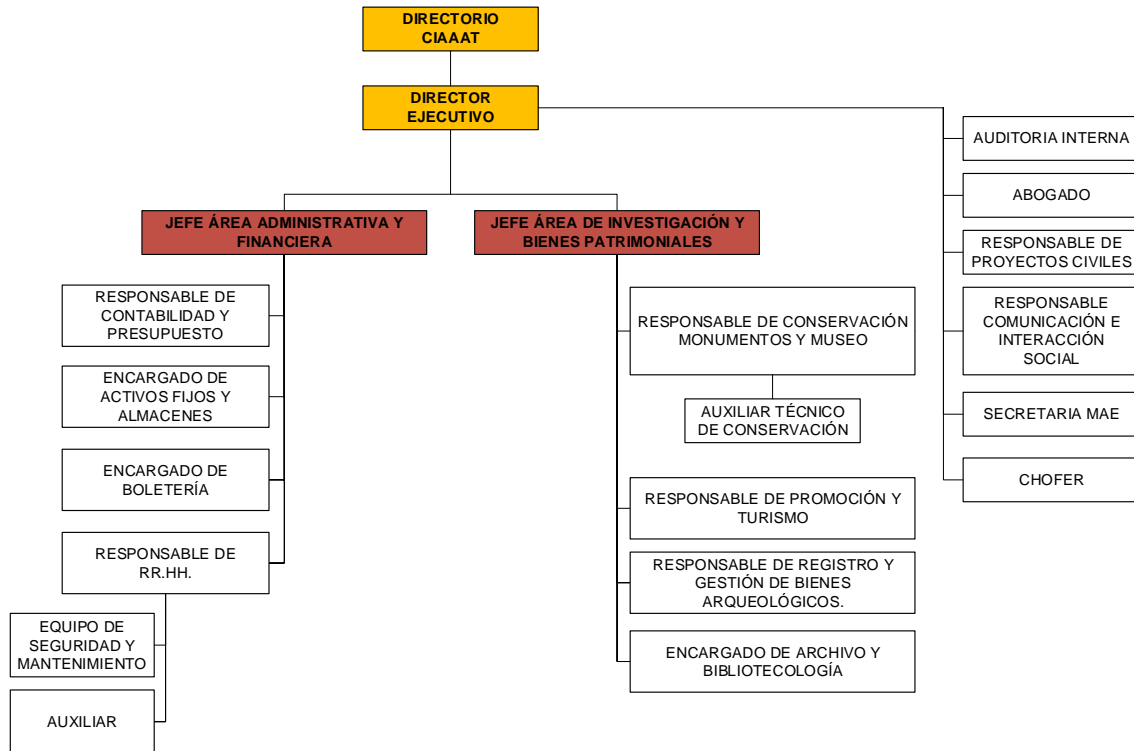 DIRECTORIO
CIAAAT
DIRECTOR
EJECUTIVO
AUDITORIA INTERNA
ABOGADO
RESPONSABLE DE
PROYECTOS CIVILES
RESPONSABLE
COMUNICACIÓN E
INTERACCIÓN
SOCIAL
SECRETARIA MAE
CHOFER
JEFE ÁREA ADMINISTRATIVA Y
FINANCIERA
RESPONSABLE DE
CONTABILIDAD Y
PRESUPUESTO
ENCARGADO DE
ACTIVOS FIJOS Y
ALMACENES
ENCARGADO DE
BOLETERÍA
RESPONSABLE DE
RR.HH.
EQUIPO DE
SEGURIDAD Y
MANTENIMIENTO
AUXILIAR
JEFE ÁREA DE INVESTIGACIÓN Y
BIENES PATRIMONIALES
RESPONSABLE DE CONSERVACIÓN
MONUMENTOS Y MUSEO
AUXILIAR TÉCNICO
DE CONSERVACIÓN
RESPONSABLE DE PROMOCIÓN Y
TURISMO
RESPONSABLE DE REGISTRO Y
GESTIÓN DE BIENES
ARQUEOLÓGICOS.
ENCARGADO DE ARCHIVO Y
BIBLIOTECOLOGÍA